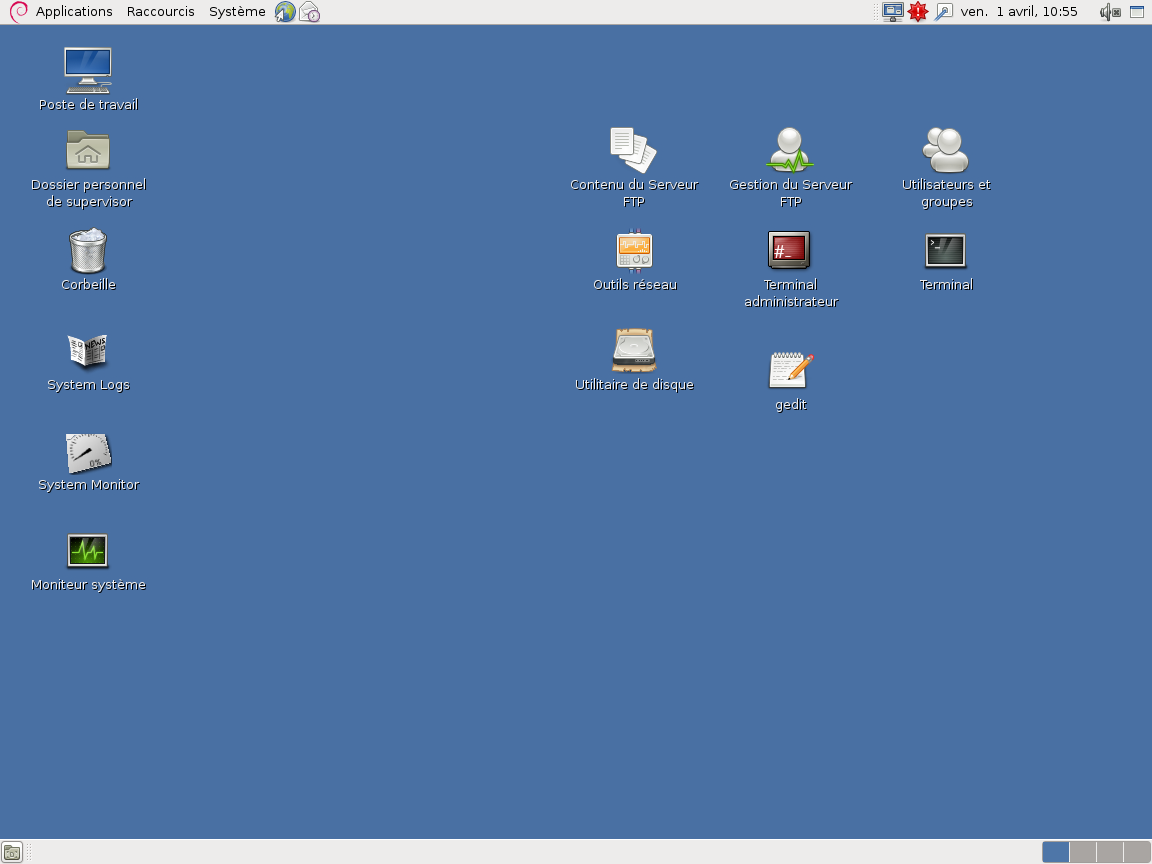 Applications Raccourcis Système ven. 1 avril, 10:55
Poste de travail
Dossier personnel
de supervisor
Corbeille
NEWS
System Logs
0%
System Monitor
Moniteur système
Contenu du Serveur
FTP
Gestion du Serveur
FTP
Utilisateurs et
groupes
Outils réseau
#_
Terminal
administrateur
>_
Terminal
Utilitaire de disque
gedit